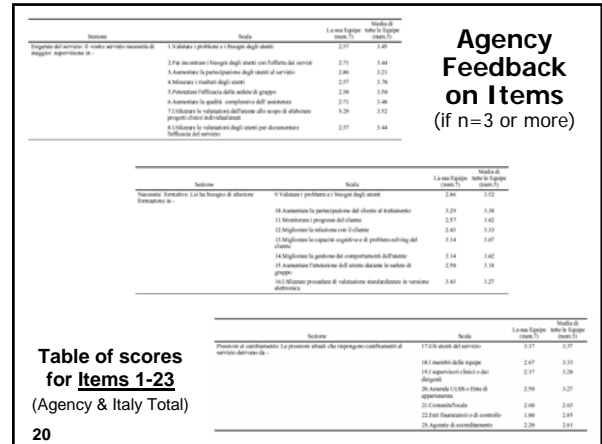 Agency
Feedback
on Items
(if n=3 or more)
Sezione Scala La sua Equipe (num.7) Media di tutte le Equipe (num.5)
Esigenze del servizio: Il vostro servizio necessita di maggior supervisione in - 1.Valutare i problemi e i bisogni degli utenti 2.57 3.45
2.Far incontrare i bisogni degli utenti con l'offerta dei servizi 2.71 3.44
3.Aumentare la partecipazione degli utenti al servizio 2.86 3.21
4.Misurare i risultati degli utenti 2.57 3.70
5.Potenziare l'efficacia delle sedute di gruppo 2.50 3.50
6.Aumentare la qualità complessiva dell'assistenza 2.71 3.46
7.Utilizzare le valutazioni dell'utente allo scopo di elaborare progetti clinici individualizzati 3.29 3.52
8.Utilizzare le valutazioni degli utenti per documentare l'efficacia del servizio 2.57 3.44
Sezione Scala La sua Equipe (num.7) Media di tutte le Equipe (num.5)
Necessita' formative: Lei ha bisogno di ulteriore formazione in - 9.Valutare i problemi e i bisogni degli utenti 2.86 3.52
10.Aumentare la partecipazione del cliente al trattamento 3.29 3.38
11.Monitorare i progressi del cliente 2.57 3.62
12.Migliorare la relazione con il cliente 2.43 3.33
13.Migliorare le capacità cognitive e di problem-solving del cliente 3.14 3.67
14.Migliorare la gestione dei comportamenti dell'utente 3.14 3.62
15.Aumentare l'attenzione dell utente durante le sedute di gruppo 2.50 3.18
16.Utilizzare procedure di valutazione standardizzate in versione elettronica 3.43 3.27
Sezione Scala La sua Equipe (num.7) Media di tutte le Equipe (num.5)
Pressioni al cambiamento: Le pressioni attuali che impongono cambiamenti al servizio derivano da - 17.Gli utenti del servizio 3.17 3.37
18.I membri delle equipe 2.67 3.33
19.I supervisori clinici o dai dirigenti 2.17 3.28
20.Azienda ULSS o Ente di appartenenza 2.50 3.27
21.Comunita'locale 2.00 2.63
22.Enti finanziatori o di controllo 1.80 2.85
23.Agenzie di accreditamento 2.20 2.81
Table of scores
for Items 1-23
(Agency & Italy Total)
20